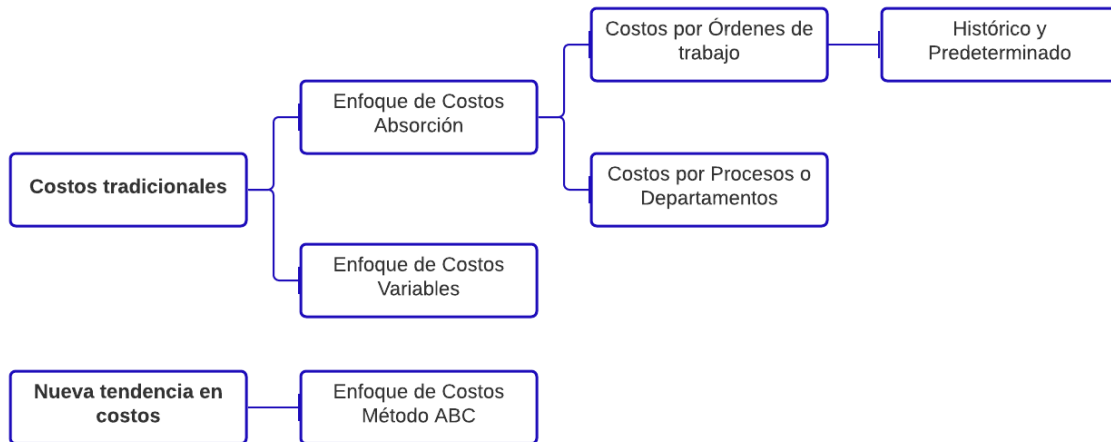 Costos por Órdenes de
trabajo
Histórico y
Predeterminado
Enfoque de Costos
Absorción
Costos tradicionales
Costos por Procesos o
Departamentos
Enfoque de Costos
Variables
Nueva tendencia en
costos
Enfoque de Costos
Método ABC